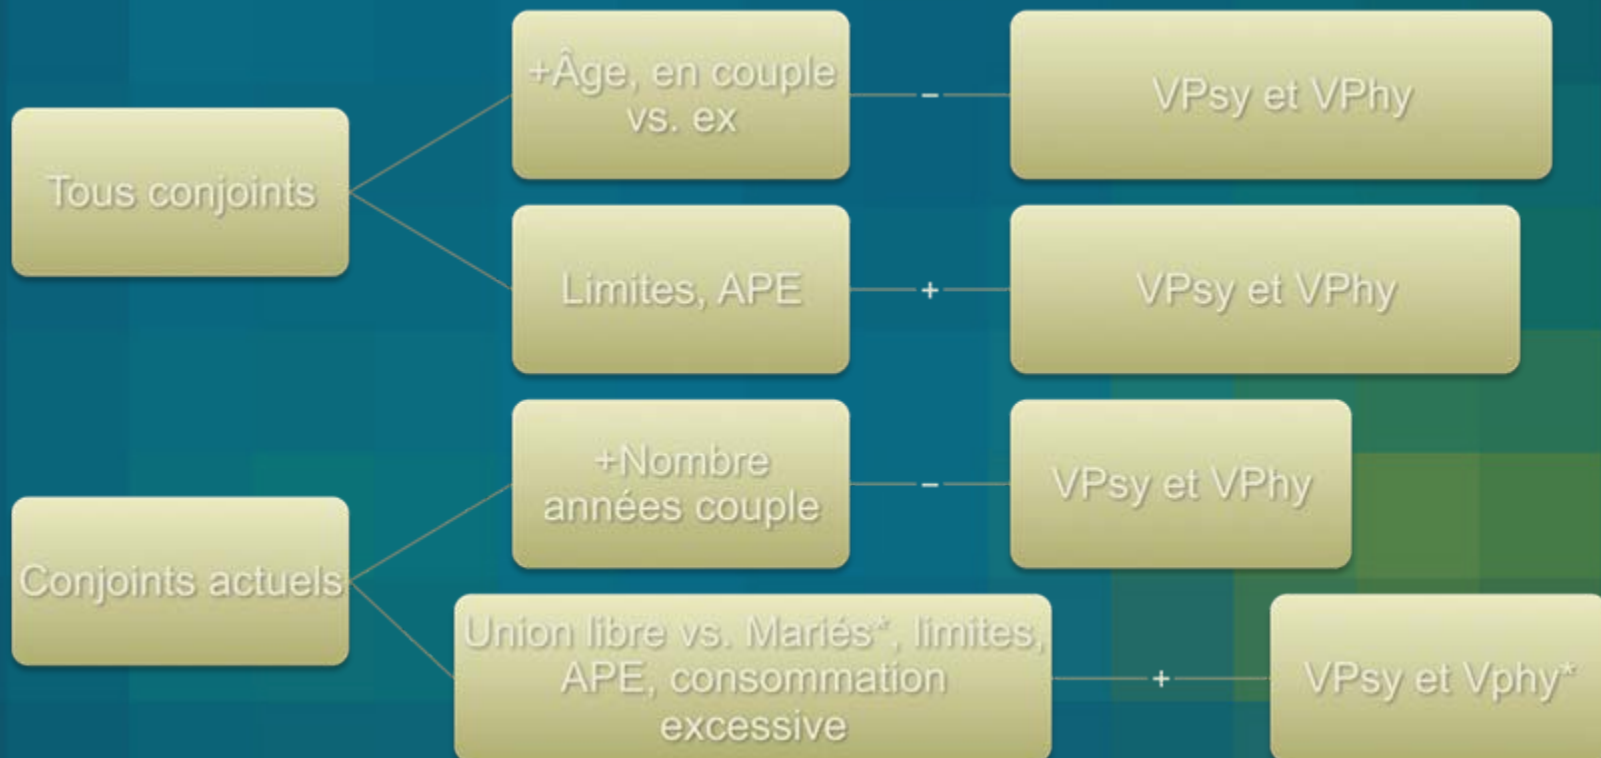 Tous conjoints
+Âge, en couple
vs. ex
–
VPsy et VPhy
Limites, APE
+
VPsy et VPhy
Conjoints actuels
+Nombre
années couple
–
VPsy et VPhy
Union libre vs. Mariés*, limites,
APE, consommation
excessive
+
VPsy et Vphy*